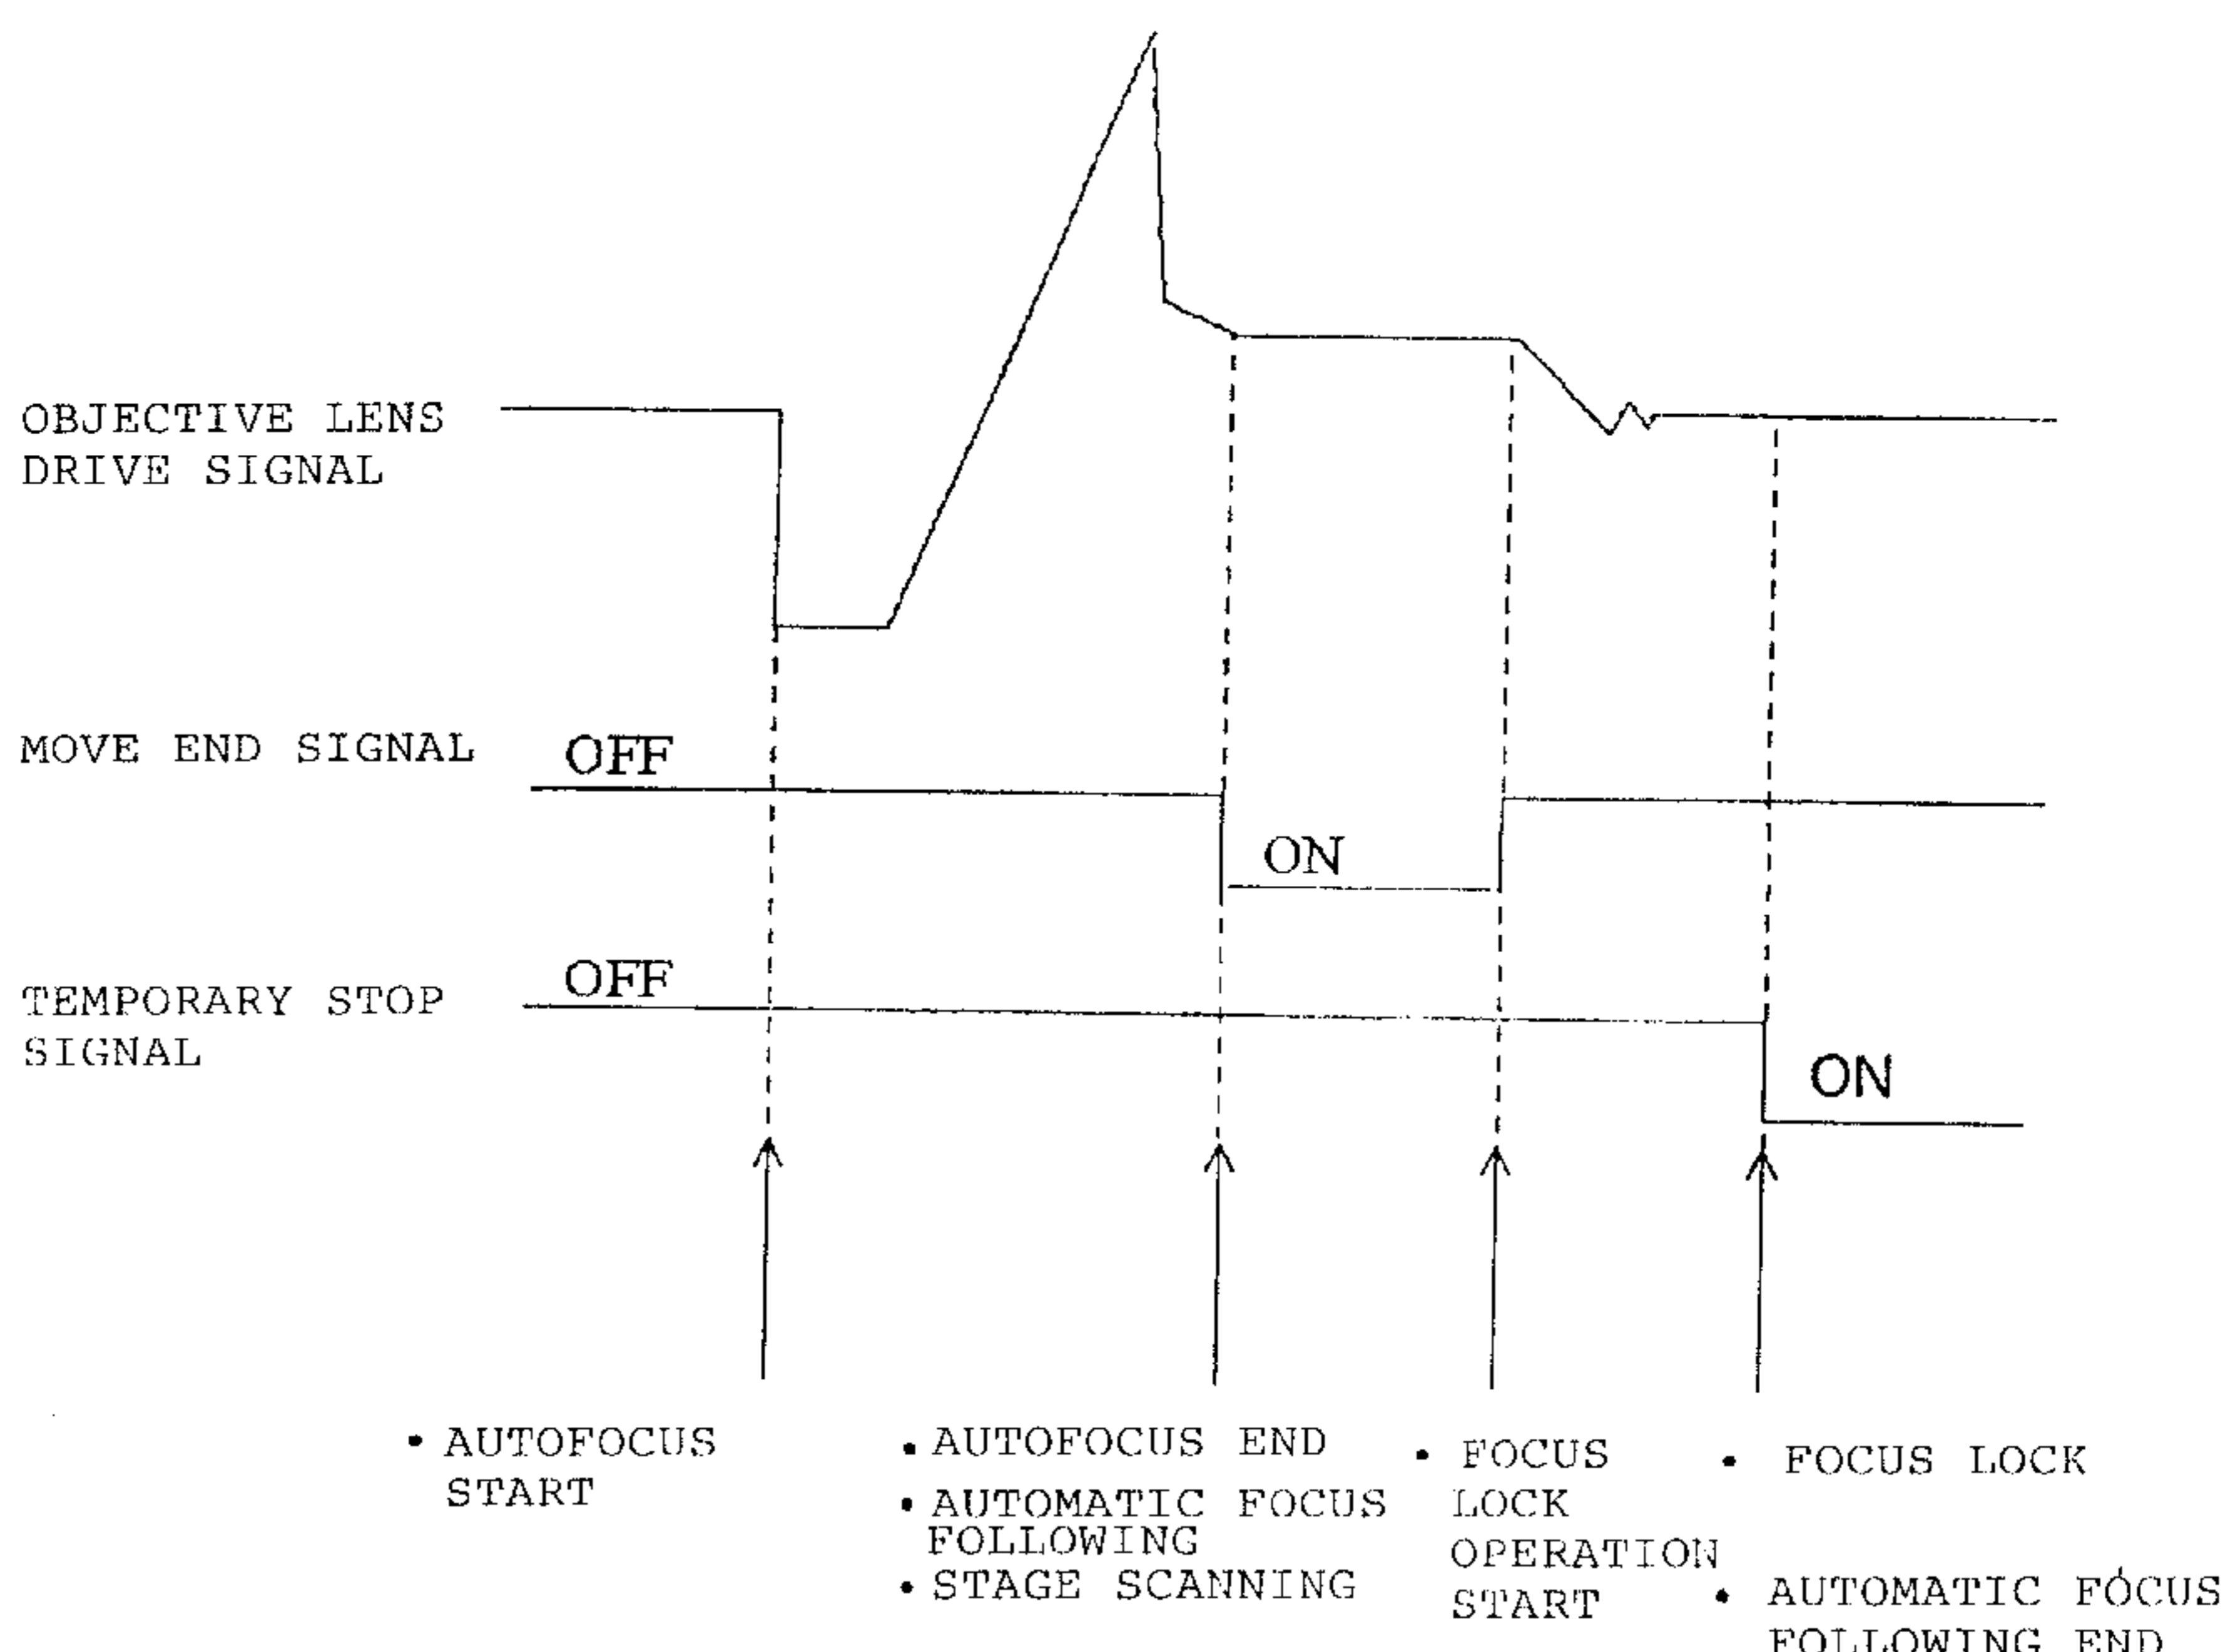 OBJECTIVE LENS
DRIVE SIGNAL
MOVE END SIGNAL
OFF
ON
TEMPORARY STOP
SIGNAL
OFF
ON
• AUTOFOCUS
START
• AUTOFOCUS END
• AUTOMATIC FOCUS
FOLLOWING
• STAGE SCANNING
• FOCUS
LOCK
OPERATION
START
• FOCUS LOCK
• AUTOMATIC FOCUS
FOLLOWING END